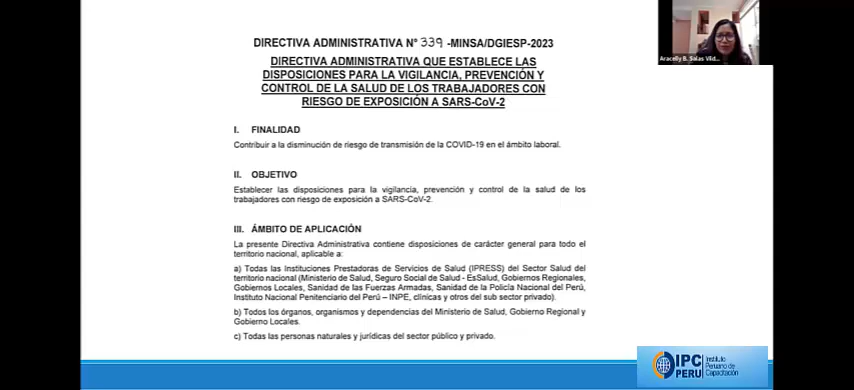 DIRECTIVA ADMINISTRATIVA N° 339 -MINSA/DGIESP-2023
DIRECTIVA ADMINISTRATIVA QUE ESTABLECE LAS
DISPOSICIONES PARA LA VIGILANCIA, PREVENCIÓN Y
CONTROL DE LA SALUD DE LOS TRABAJADORES CON
RIESGO DE EXPOSICIÓN A SARS-CoV-2
I. FINALIDAD
Contribuir a la disminución de riesgo de transmisión de la COVID-19 en el ámbito laboral.
II. OBJETIVO
Establecer las disposiciones para la vigilancia, prevención y control de la salud de los
trabajadores con riesgo de exposición a SARS-CoV-2.
III. ÁMBITO DE APLICACIÓN
La presente Directiva Administrativa contiene disposiciones de carácter general para todo el
territorio nacional, aplicable a:
a) Todas las Instituciones Prestadoras de Servicios de Salud (IPRESS) del Sector Salud del
territorio nacional (Ministerio de Salud, Seguro Social de Salud - EsSalud, Gobiernos Regionales,
Gobiernos Locales, Sanidad de las Fuerzas Armadas, Sanidad de la Policía Nacional del Perú,
Instituto Nacional Penitenciario del Perú – INPE, clínicas y otros del sub sector privado).
b) Todos los órganos, organismos y dependencias del Ministerio de Salud, Gobierno Regional y
Gobierno Locales.
c) Todas las personas naturales y jurídicas del sector público y privado.
Aracelly B. Salas
IPC PERÚ
Instituto
Peruano de
Capacitación